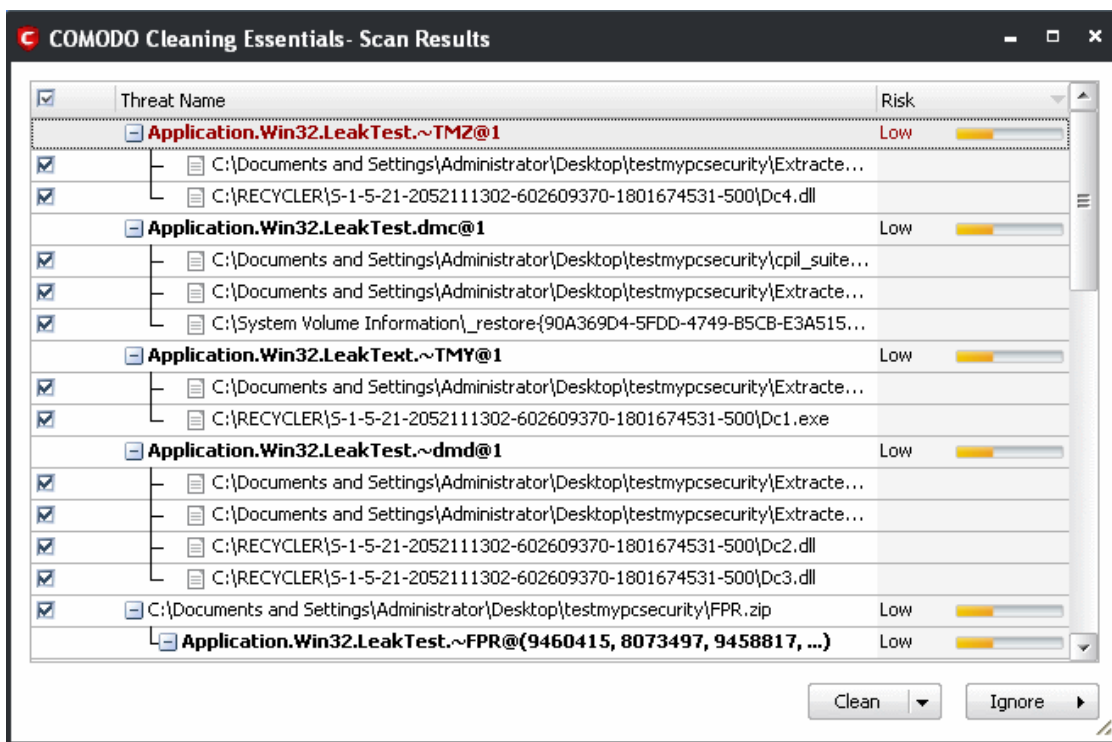 COMODO Cleaning Essentials- Scan Results
Threat Name Risk
Application.Win32.LeakTest.~TMZ@1 Low
C:\Documents and Settings\Administrator\Desktop\testmypcsecurity\Extracte...
C:\RECYCLER\S-1-5-21-2052111302-602609370-1801674531-500\Dc4.dll
Application.Win32.LeakTest.dmc@1 Low
C:\Documents and Settings\Administrator\Desktop\testmypcsecurity\cpil_suite...
C:\Documents and Settings\Administrator\Desktop\testmypcsecurity\Extracte...
C:\System Volume Information\_restore{90A369D4-5FDD-4749-B5CB-E3A515...
Application.Win32.LeakText.~TMY@1 Low
C:\Documents and Settings\Administrator\Desktop\testmypcsecurity\Extracte...
C:\RECYCLER\S-1-5-21-2052111302-602609370-1801674531-500\Dc1.exe
Application.Win32.LeakTest.~dmd@1 Low
C:\Documents and Settings\Administrator\Desktop\testmypcsecurity\Extracte...
C:\Documents and Settings\Administrator\Desktop\testmypcsecurity\Extracte...
C:\RECYCLER\S-1-5-21-2052111302-602609370-1801674531-500\Dc2.dll
C:\RECYCLER\S-1-5-21-2052111302-602609370-1801674531-500\Dc3.dll
C:\Documents and Settings\Administrator\Desktop\testmypcsecurity\FPR.zip Low
Application.Win32.LeakTest.~FPR@(9460415, 8073497, 9458817, ...) Low
Clean Ignore